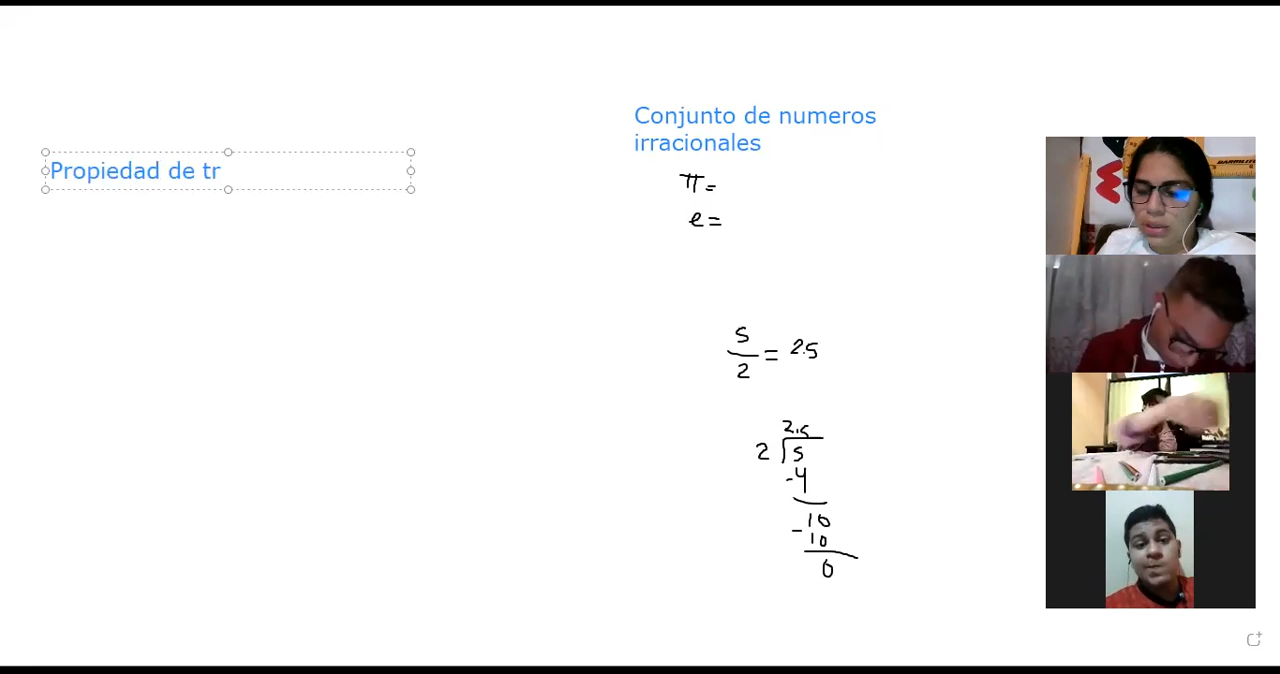 Propiedad de tr
Conjunto de numeros
irracionales
π=
e=
5
2
= 2.5
2.5
2
5
-4
10
-
10
0